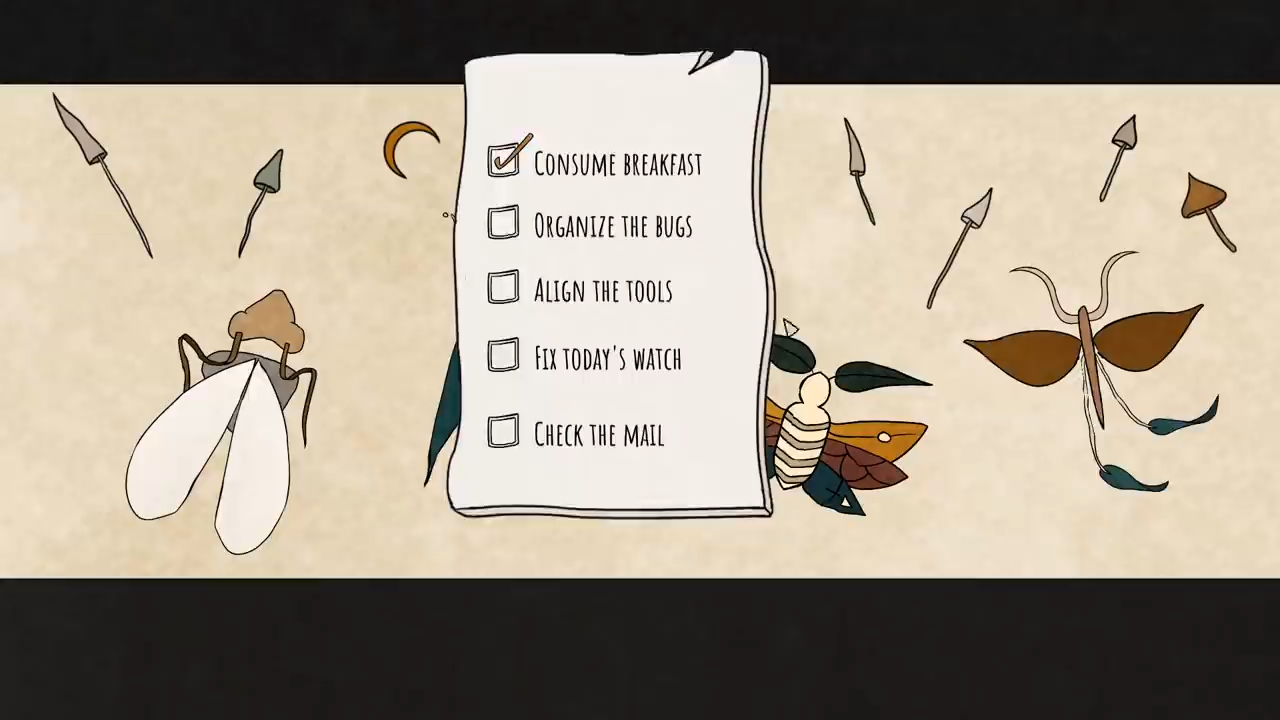 Consume breakfast
Organize the bugs
Align the tools
Fix today's watch
Check the mail